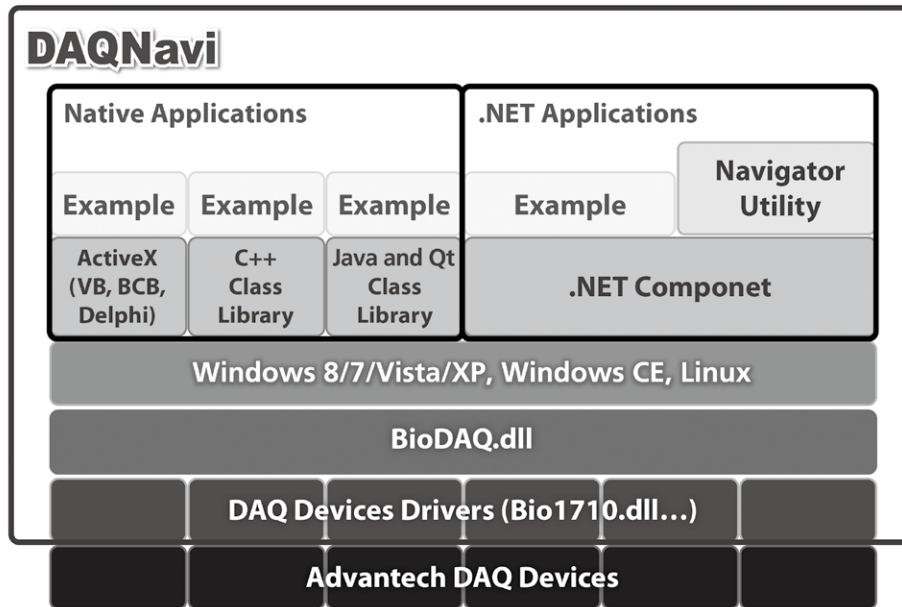 DAQNavi
Native Applications
.NET Applications
Example
Example
Example
Example
Navigator
Utility
ActiveX
(VB, BCB,
Delphi)
C++
Class
Library
Java and Qt
Class
Library
.NET Componet
Windows 8/7/Vista/XP, Windows CE, Linux
BioDAQ.dll
DAQ Devices Drivers (Bio1710.dll...)
Advantech DAQ Devices